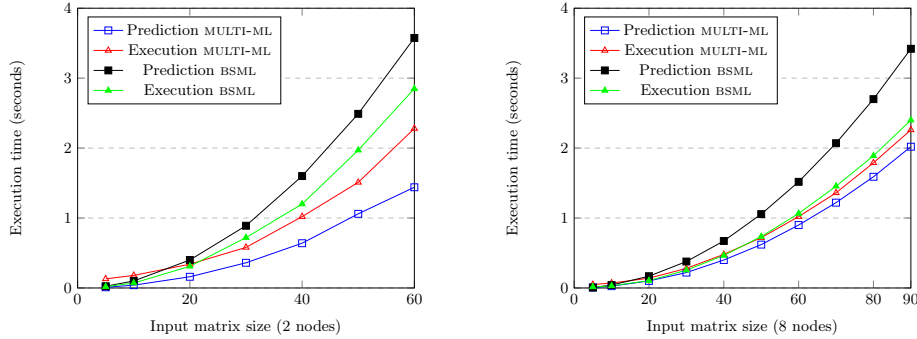 4
3
2
1
0
0
20
40
60
Execution time (seconds)
Input matrix size (2 nodes)
Prediction MULTI-ML
Execution MULTI-ML
Prediction BSML
Execution BSML
4
3
2
1
0
0
20
40
60
80
90
Execution time (seconds)
Input matrix size (8 nodes)
Prediction MULTI-ML
Execution MULTI-ML
Prediction BSML
Execution BSML